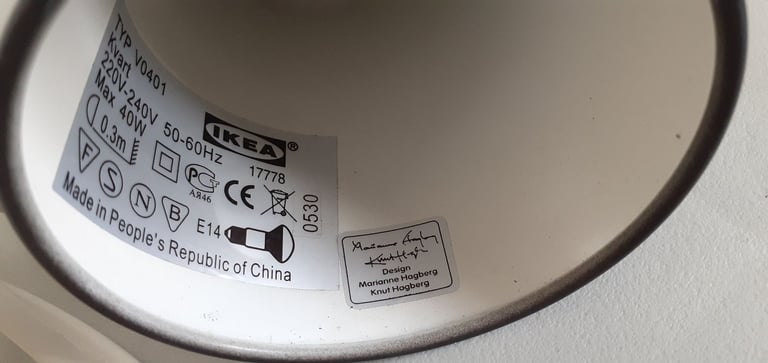 TYP V0401
Kvart
220V-240V 50-60Hz
Max 40W
IKEA®
17778
0.3m
PG
АЯ46
CE
0530
F S N B
E14
Made in People's Republic of China
Design
Marianne Hagberg
Knut Hagberg